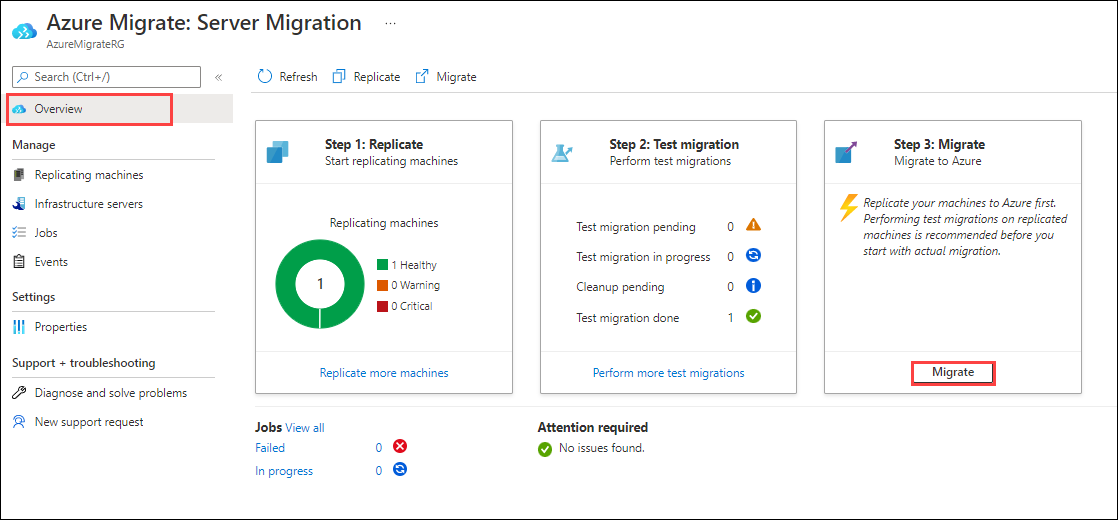 Azure Migrate: Server Migration ...
AzureMigrateRG
Search (Ctrl+/) «
Refresh Replicate Migrate
Overview
Manage
Replicating machines
Infrastructure servers
Jobs
Events
Settings
Properties
Support + troubleshooting
Diagnose and solve problems
New support request
Step 1: Replicate
Start replicating machines
Replicating machines
1
1 Healthy
0 Warning
0 Critical
Replicate more machines
Step 2: Test migration
Perform test migrations
Test migration pending 0
Test migration in progress 0
Cleanup pending 0
Test migration done 1
Perform more test migrations
Step 3: Migrate
Migrate to Azure
Replicate your machines to Azure first.
Performing test migrations on replicated
machines is recommended before you
start with actual migration.
Migrate
Jobs View all
Failed 0
In progress 0
Attention required
No issues found.